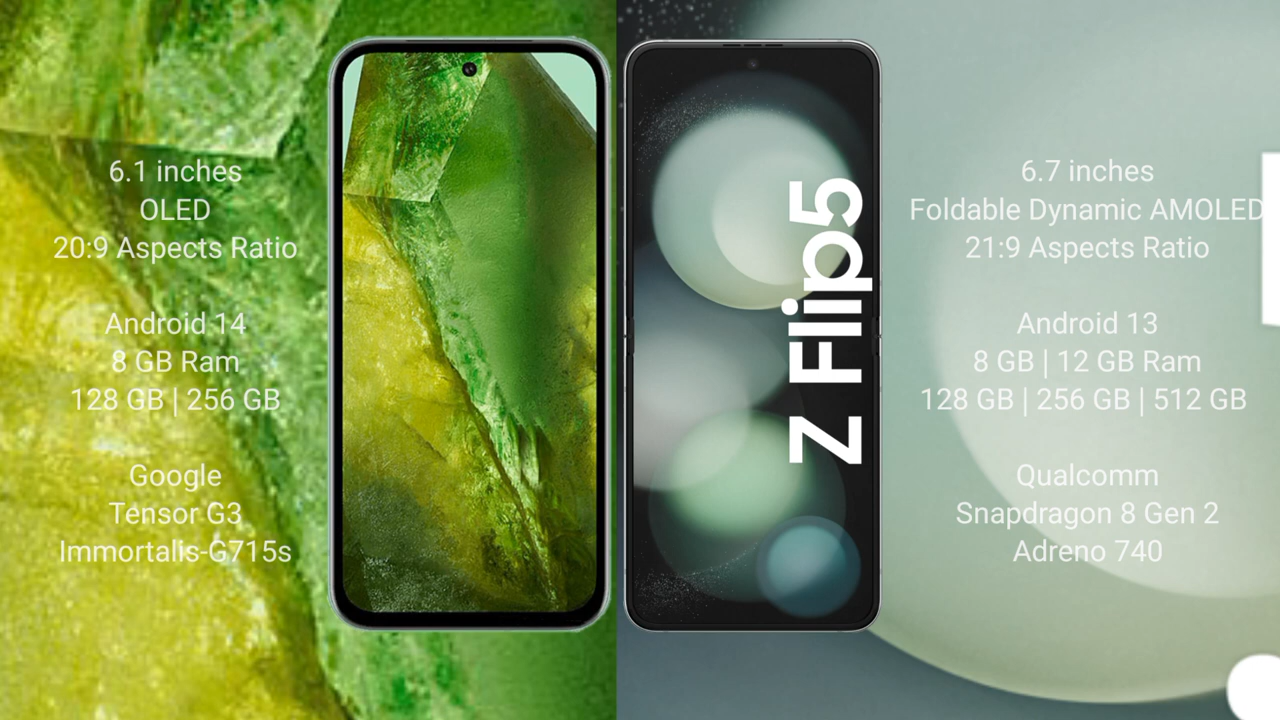 6.1 inches
OLED
20:9 Aspects Ratio
Android 14
8 GB Ram
128 GB | 256 GB
Google
Tensor G3
Immortalis-G715s
Z Flip5
6.7 inches
Foldable Dynamic AMOLED
21:9 Aspects Ratio
Android 13
8 GB | 12 GB Ram
128 GB | 256 GB | 512 GB
Qualcomm
Snapdragon 8 Gen 2
Adreno 740